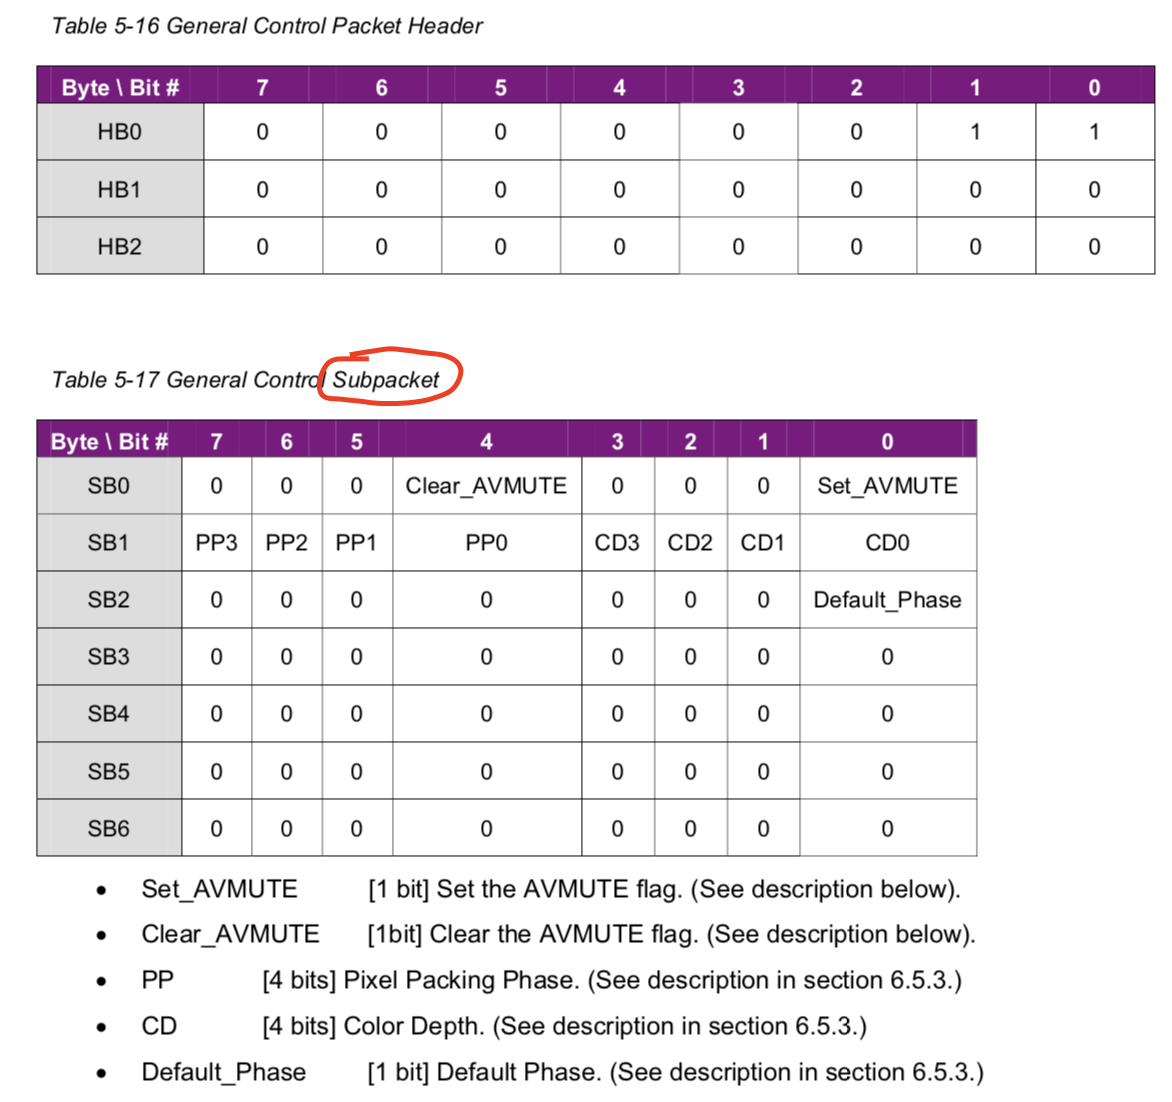 Table 5-16 General Control Packet Header
Byte \ Bit # 7 6 5 4 3 2 1 0
HB0 0 0 0 0 0 0 1 1
HB1 0 0 0 0 0 0 0 0
HB2 0 0 0 0 0 0 0 0
Table 5-17 General Control Subpacket
Byte \ Bit # 7 6 5 4 3 2 1 0
SB0 0 0 0 Clear_AVMUTE 0 0 0 Set_AVMUTE
SB1 PP3 PP2 PP1 PP0 CD3 CD2 CD1 CD0
SB2 0 0 0 0 0 0 0 Default_Phase
SB3 0 0 0 0 0 0 0 0
SB4 0 0 0 0 0 0 0 0
SB5 0 0 0 0 0 0 0 0
SB6 0 0 0 0 0 0 0 0
• Set_AVMUTE [1 bit] Set the AVMUTE flag. (See description below).
• Clear_AVMUTE [1bit] Clear the AVMUTE flag. (See description below).
• PP [4 bits] Pixel Packing Phase. (See description in section 6.5.3.)
• CD [4 bits] Color Depth. (See description in section 6.5.3.)
• Default_Phase [1 bit] Default Phase. (See description in section 6.5.3.)